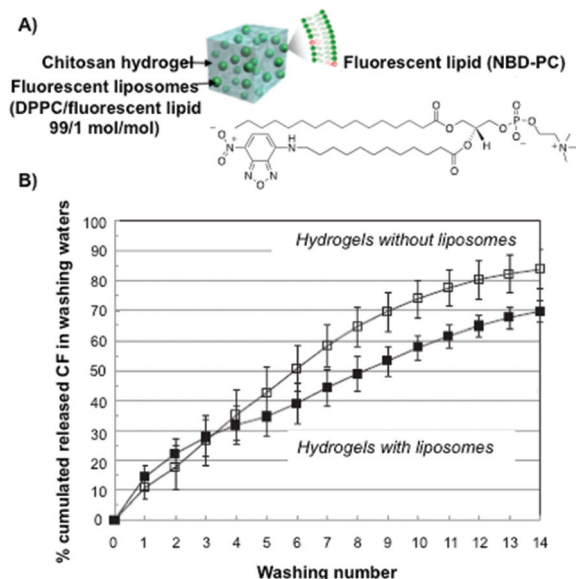 A)
Chitosan hydrogel
Fluorescent liposomes
(DPPC/fluorescent lipid
99/1 mol/mol)
Fluorescent lipid (NBD-PC)
O
O
P
O
O
O
O
N
+
H
O
O
O
N
+
O
H
N
N
O
N
B)
% cumulated released CF in washing waters
100
90
80
70
60
50
40
30
20
10
0
Hydrogels without liposomes
Hydrogels with liposomes
0 1 2 3 4 5 6 7 8 9 10 11 12 13 14
Washing number